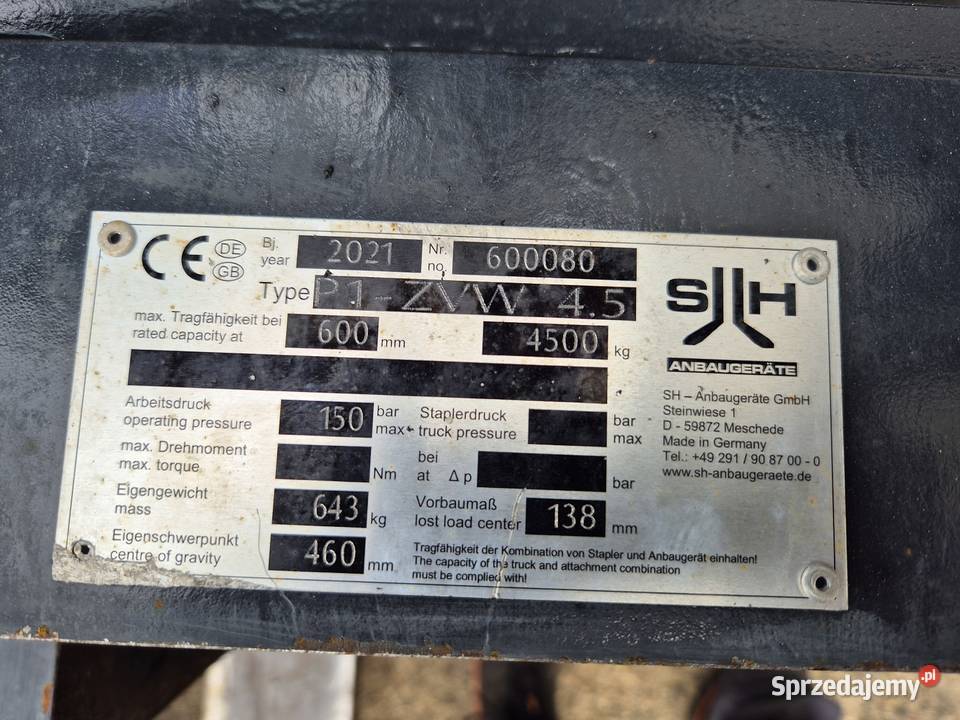 CE DE GB
Bj. year 2021 Nr. no. 600080
Type P1-ZVW 4.5
max. Tragfähigkeit bei
rated capacity at 600 mm 4500 kg
Arbeitsdruck
operating pressure 150 bar max
Staplerdruck
truck pressure bar max
max. Drehmoment
max. torque Nm
bei
at Δ p bar
Eigengewicht
mass 643 kg
Vorbaumaß
lost load center 138 mm
Eigenschwerpunkt
centre of gravity 460 mm
Tragfähigkeit der Kombination von Stapler und Anbaugerät einhalten!
The capacity of the truck and attachment combination
must be complied with!
SH
ANBAUGERÄTE
SH – Anbaugeräte GmbH
Steinwiese 1
D - 59872 Meschede
Made in Germany
Tel.: +49 291 / 90 87 00 - 0
www.sh-anbaugeraete.de
Sprzedajemy.pl